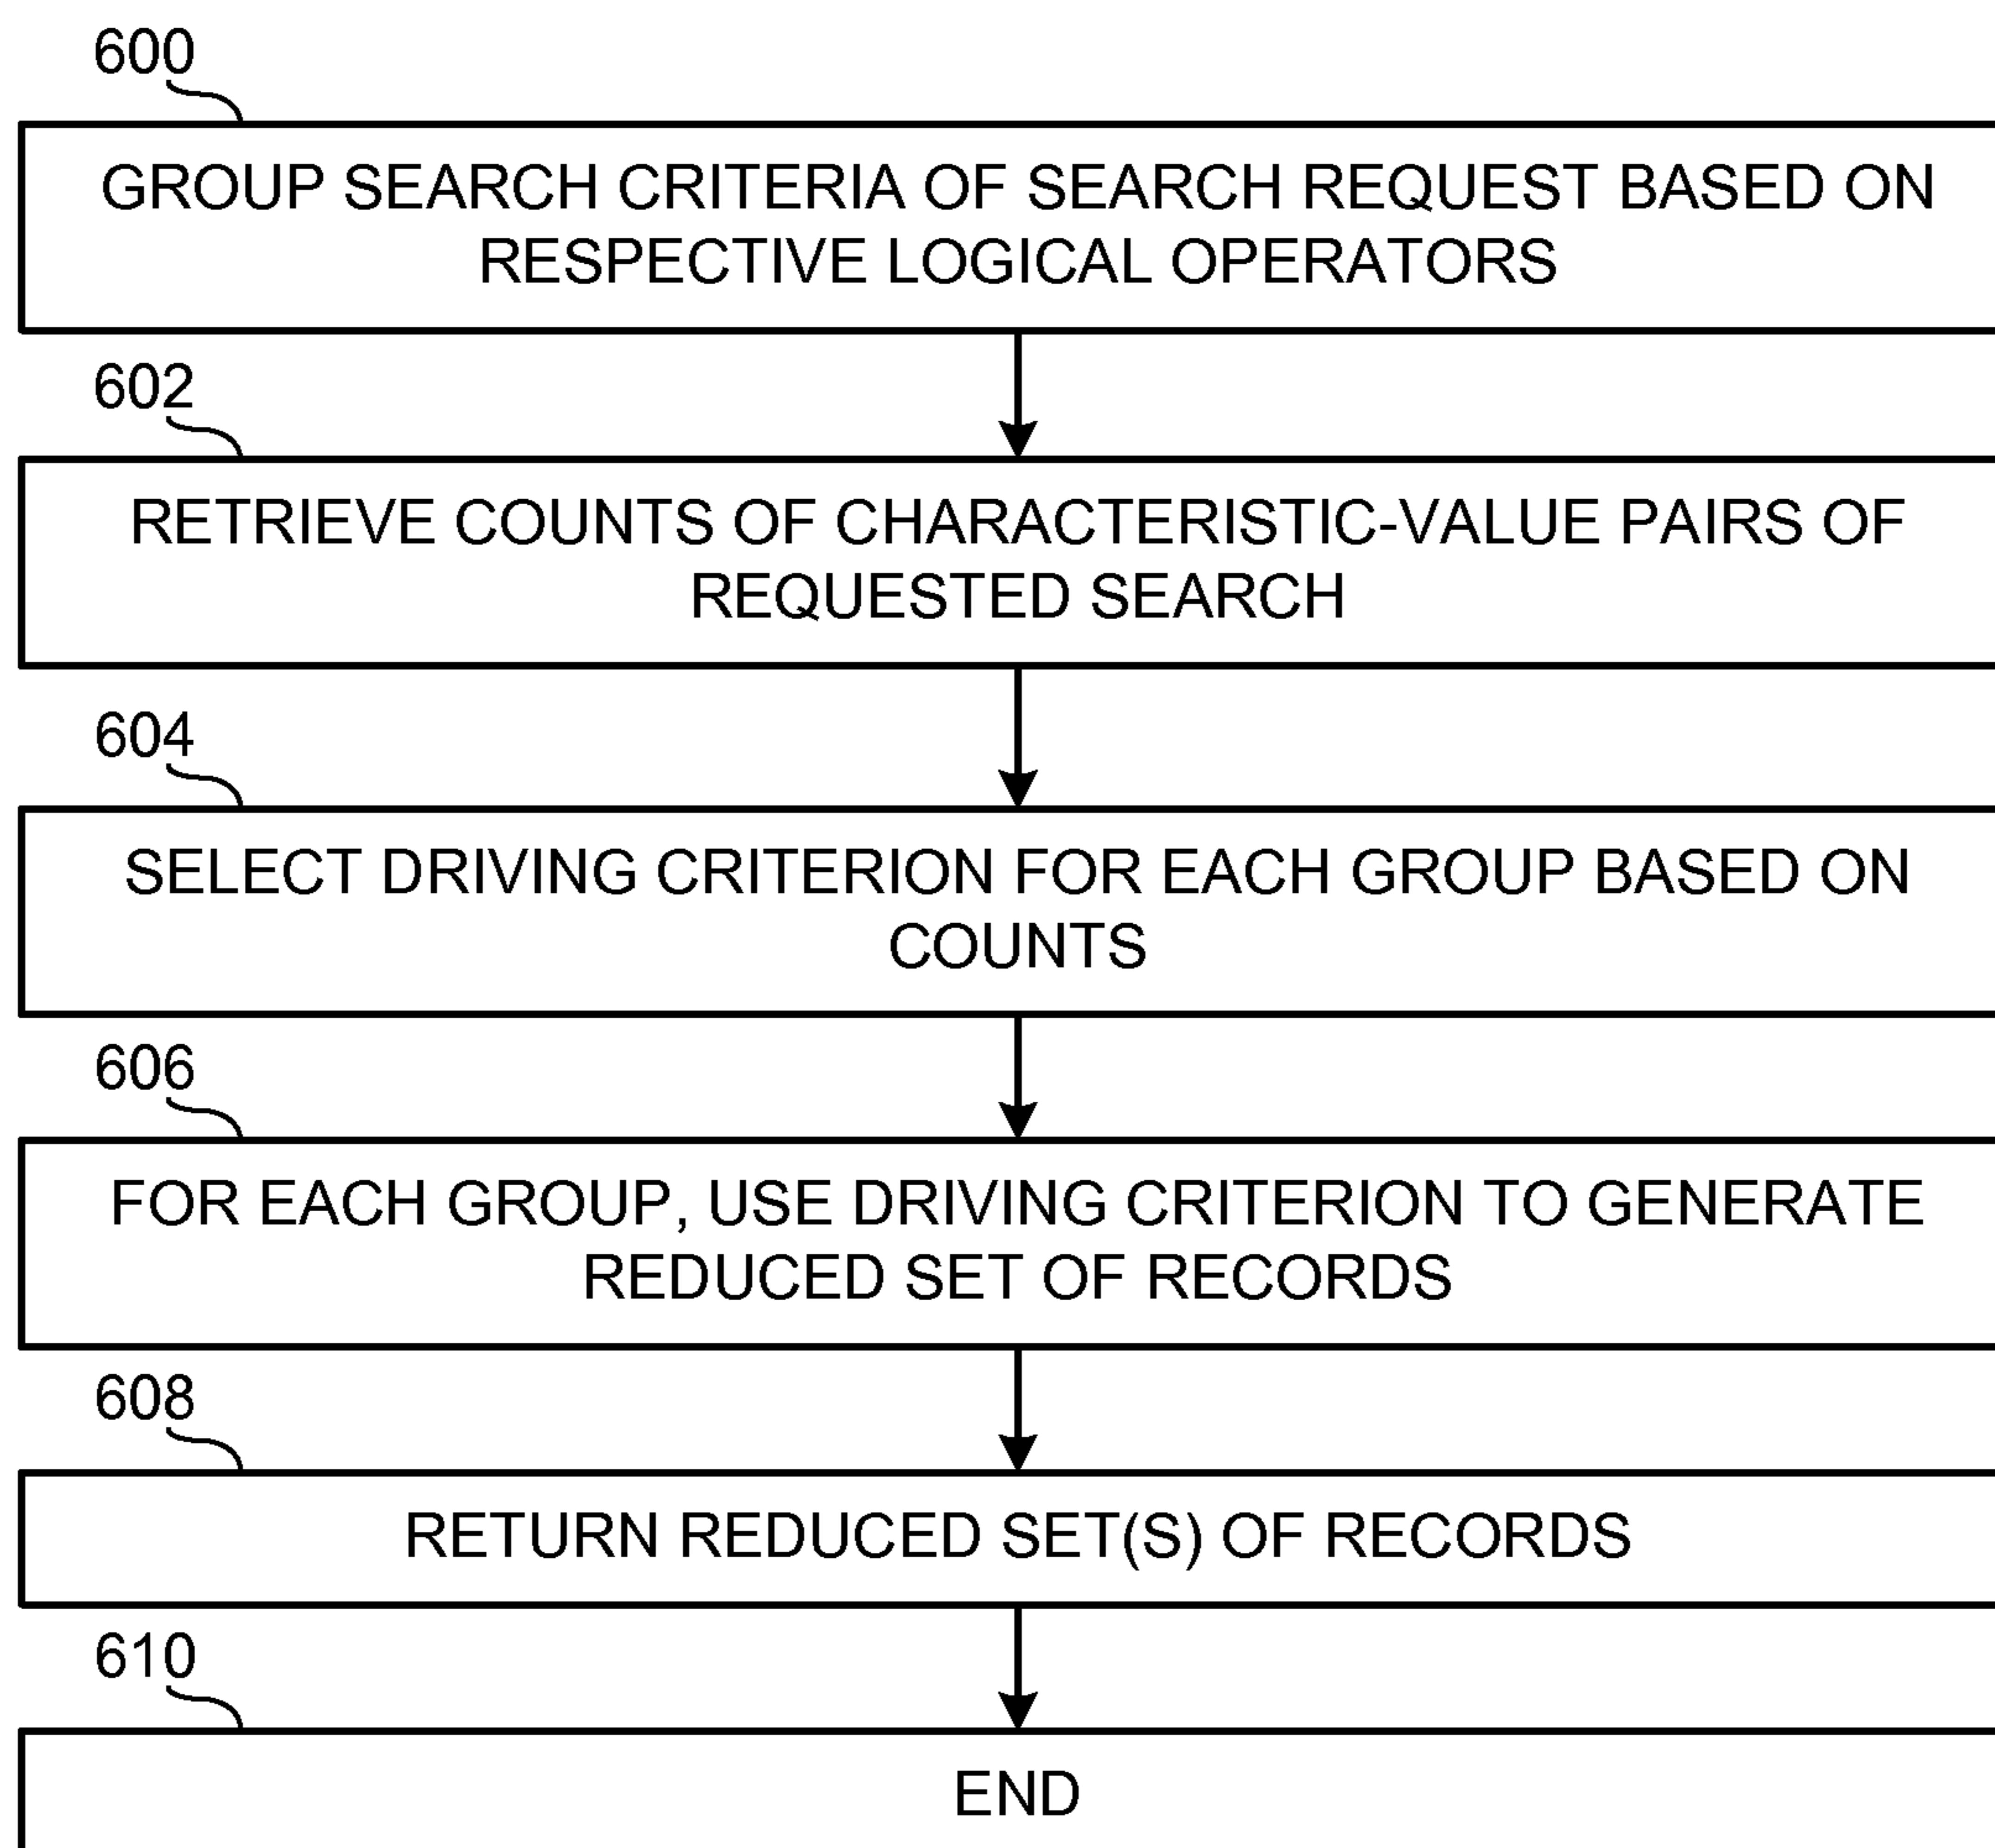 600
GROUP SEARCH CRITERIA OF SEARCH REQUEST BASED ON
RESPECTIVE LOGICAL OPERATORS
602
RETRIEVE COUNTS OF CHARACTERISTIC-VALUE PAIRS OF
REQUESTED SEARCH
604
SELECT DRIVING CRITERION FOR EACH GROUP BASED ON
COUNTS
606
FOR EACH GROUP, USE DRIVING CRITERION TO GENERATE
REDUCED SET OF RECORDS
608
RETURN REDUCED SET(S) OF RECORDS
610
END